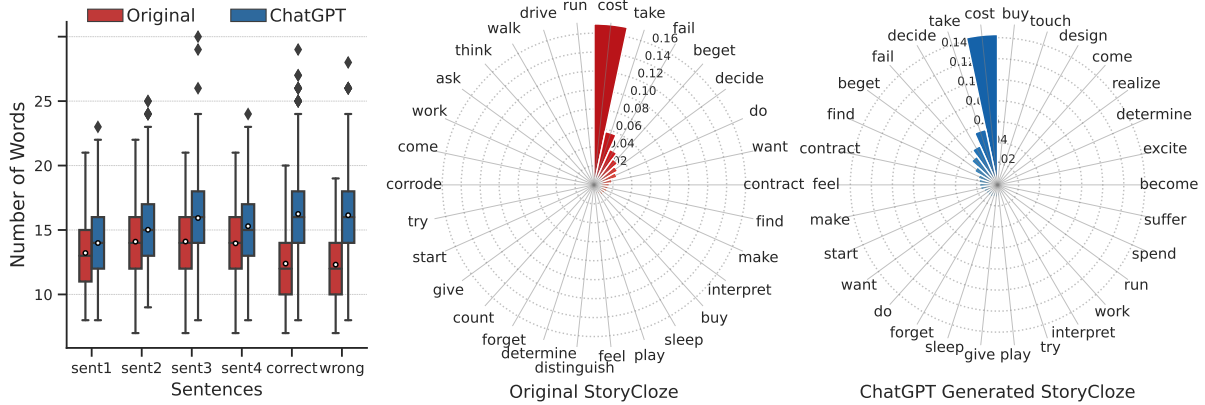 Original
ChatGPT
25
20
15
10
Number of Words
sent1 sent2 sent3 sent4 correct wrong
Sentences
run
cost
take
fail
beget
decide
do
want
contract
find
make
interpret
buy
sleep
play
feel
distinguish
determine
forget
count
give
start
try
corrode
come
work
ask
think
walk
drive
0.16
0.14
0.12
0.10
0.08
0.06
0.04
Original StoryCloze
cost
buy
touch
design
come
realize
determine
excite
become
suffer
spend
run
work
interpret
try
play
give
sleep
forget
do
want
start
make
feel
contract
find
beget
fail
decide
take
0.14
0.02
ChatGPT Generated StoryCloze